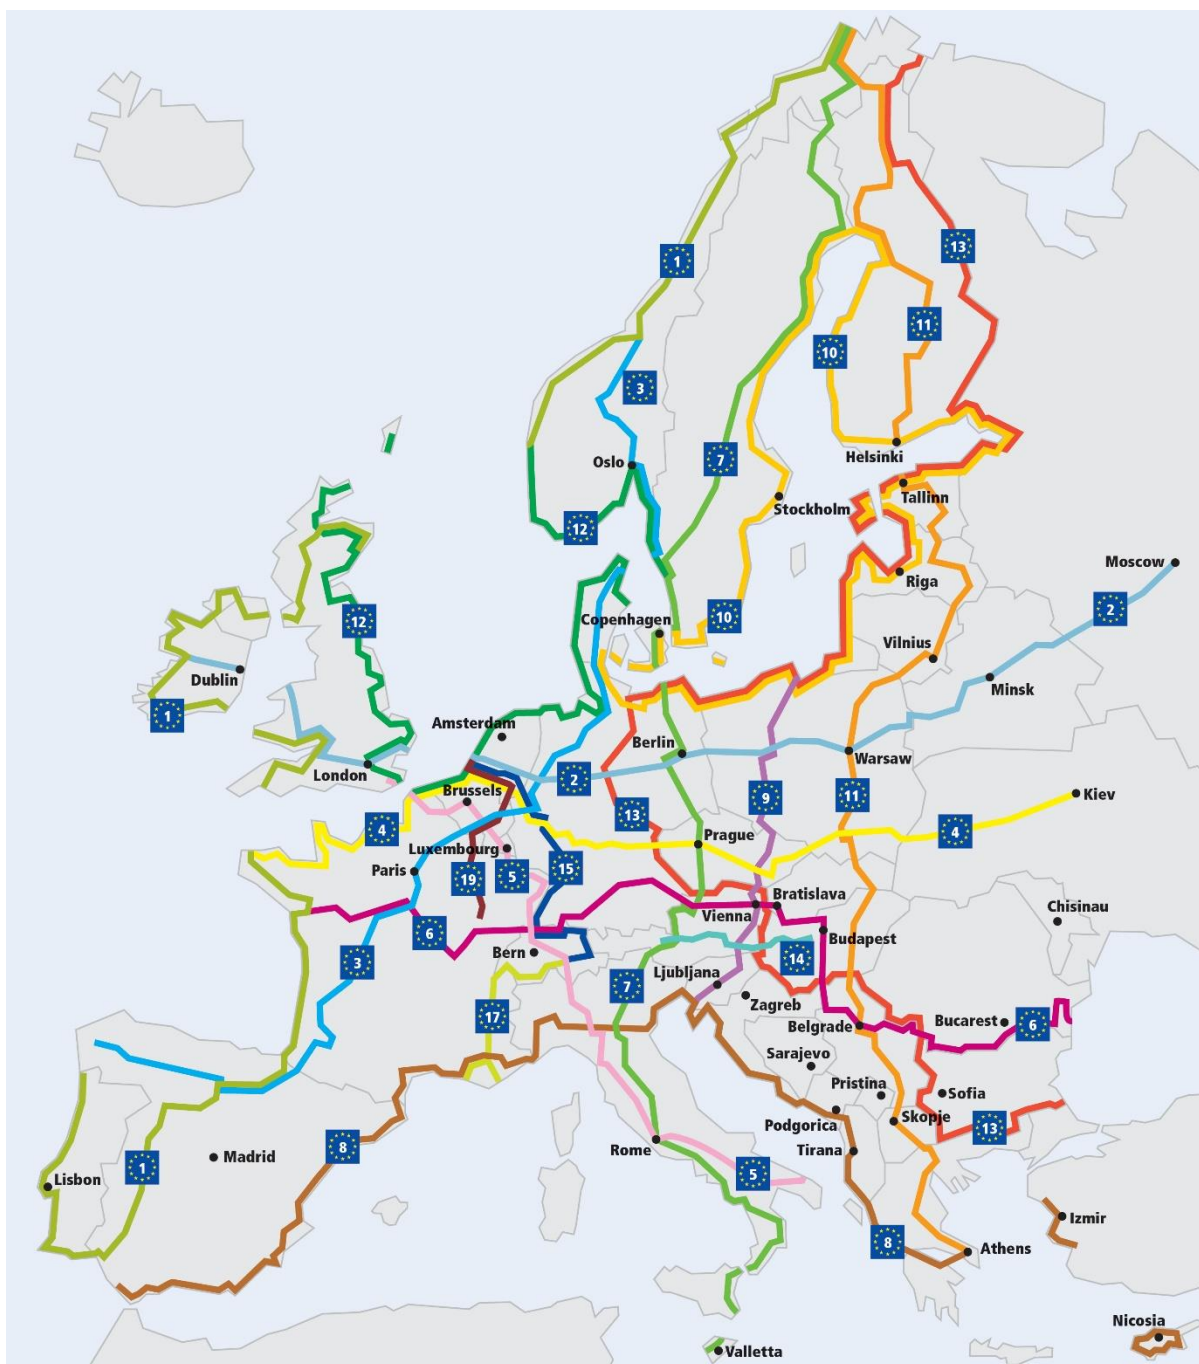 1
13
11
10
3
7
Oslo
Helsinki
Stockholm
Tallinn
12
Moscow
Riga
2
10
12
Copenhagen
Vilnius
Dublin
Minsk
1
Amsterdam
Berlin
Warsaw
London
2
Brussels
9
11
Kiev
13
4
4
Prague
Luxembourg
Paris
19
5
15
Bratislava
Vienna
Chisinau
6
Budapest
Bern
3
14
Ljubljana
7
Zagreb
17
Belgrade
Bucarest
6
Sarajevo
Pristina
Sofia
Podgorica
Skopje
13
8
Rome
Tirana
Madrid
1
Lisbon
5
Izmir
8
Athens
Nicosia
Valletta